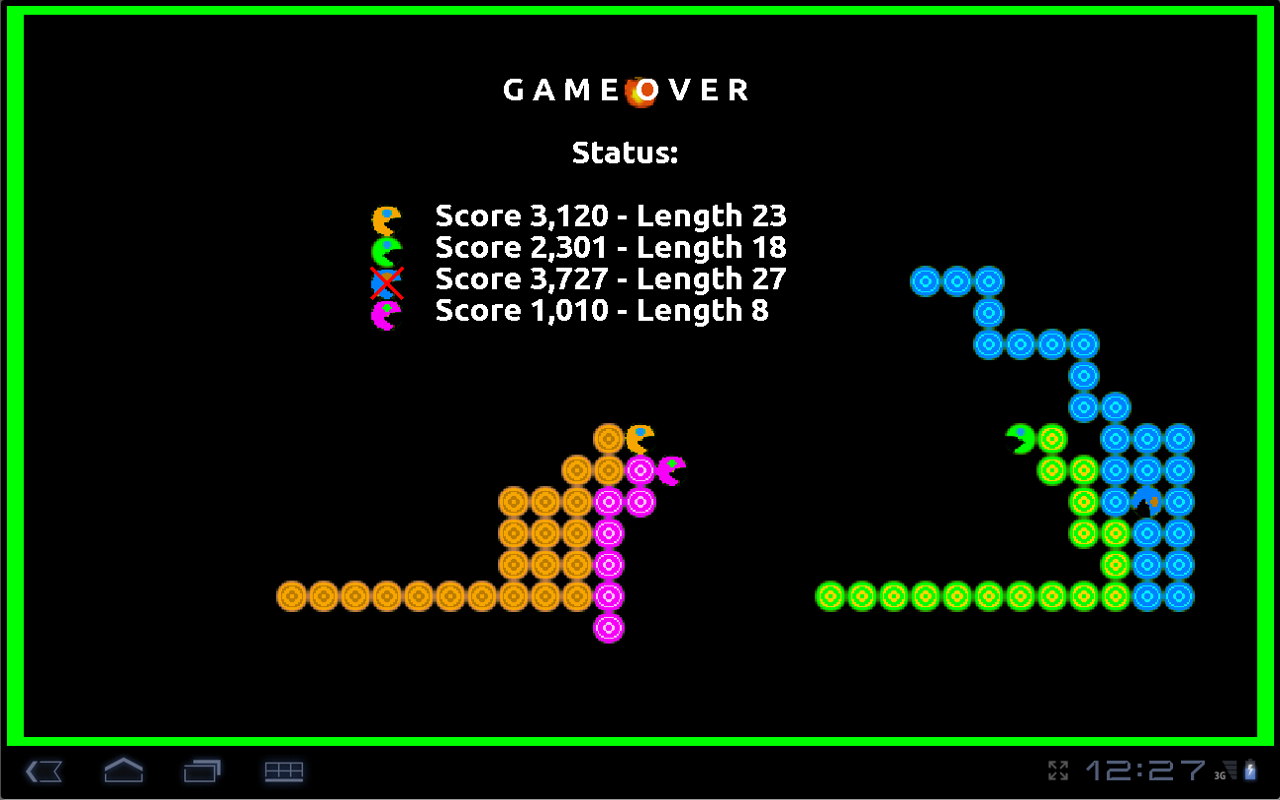 GAME OVER
Status:
Score 3,120 - Length 23
Score 2,301 - Length 18
Score 3,727 - Length 27
Score 1,010 - Length 8
12:27 3G